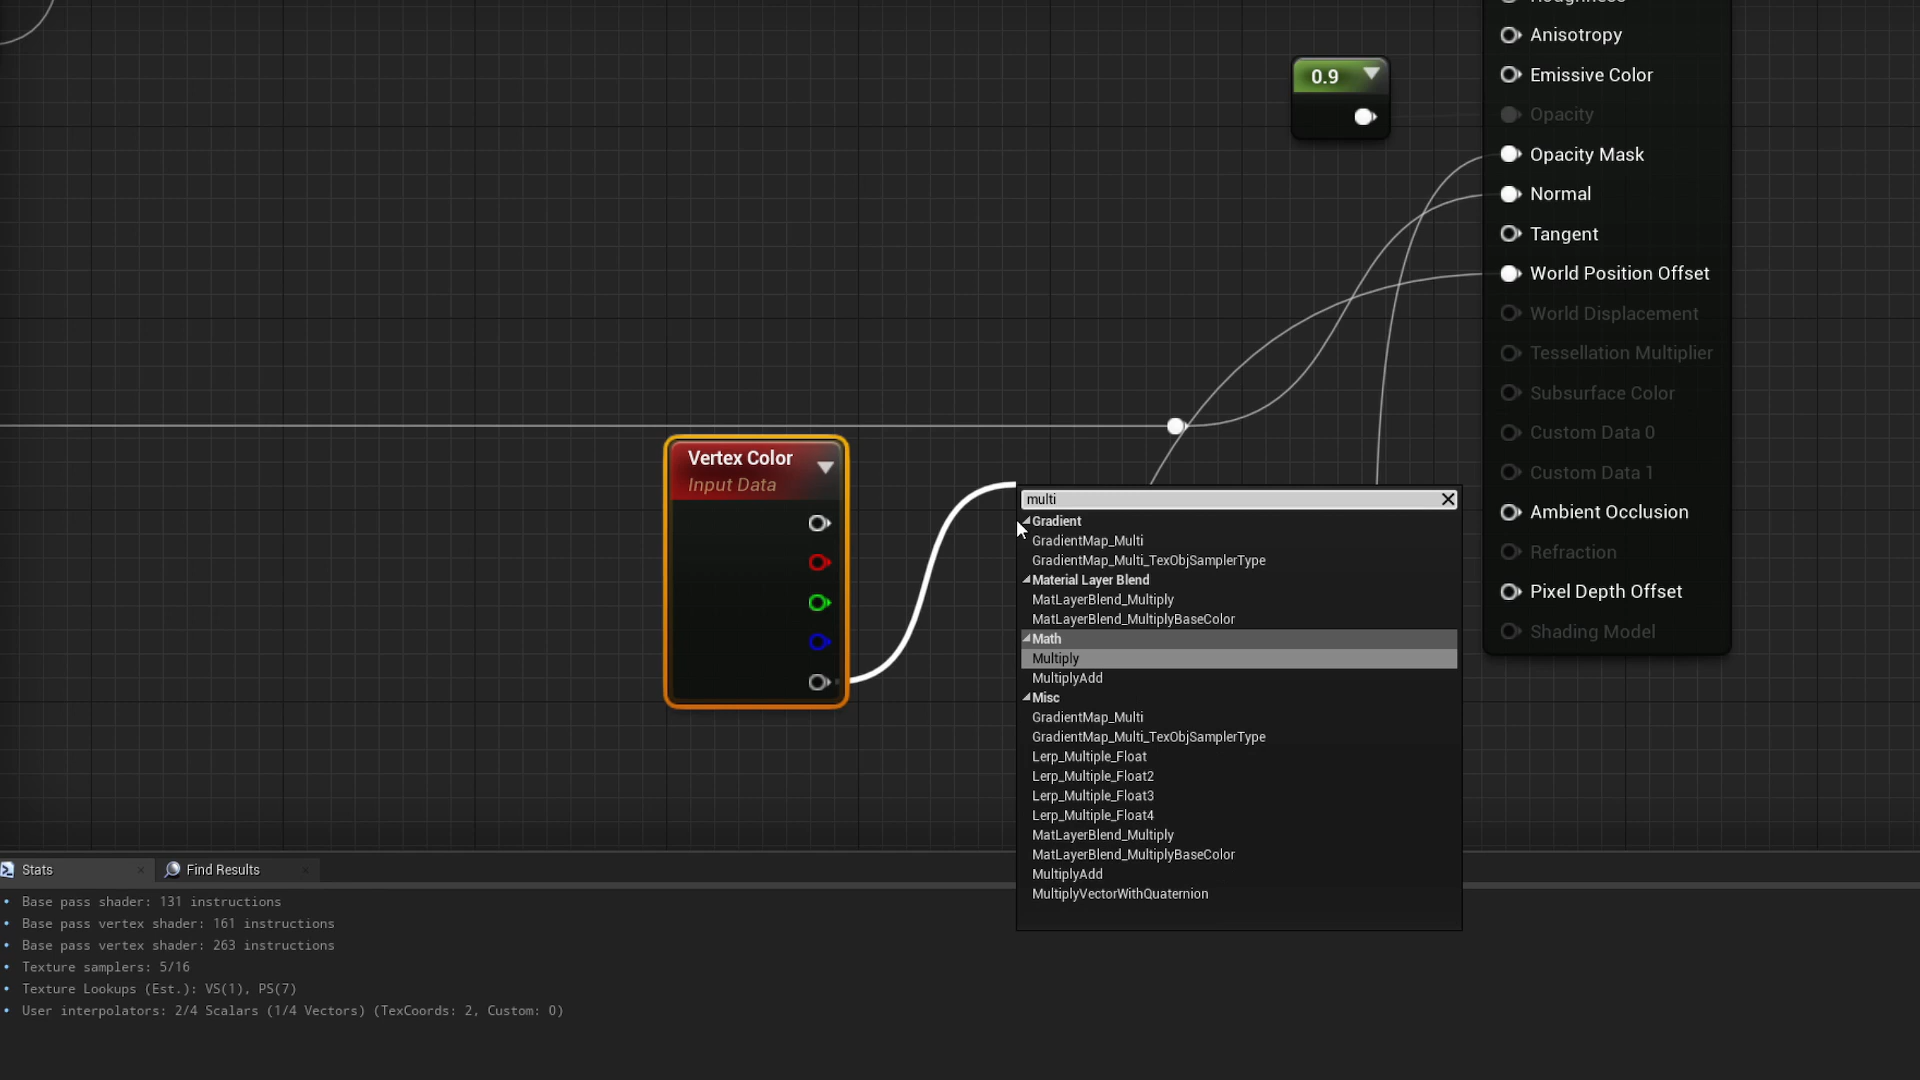 Roughness
Anisotropy
0.9
Emissive Color
Opacity
Opacity Mask
Normal
Tangent
World Position Offset
World Displacement
Tessellation Multiplier
Subsurface Color
Custom Data 0
Custom Data 1
Ambient Occlusion
Refraction
Pixel Depth Offset
Shading Model
Vertex Color
Input Data
multi
Gradient
GradientMap_Multi
GradientMap_Multi_TexObjSamplerType
Material Layer Blend
MatLayerBlend_Multiply
MatLayerBlend_MultiplyBaseColor
Math
Multiply
MultiplyAdd
Misc
GradientMap_Multi
GradientMap_Multi_TexObjSamplerType
Lerp_Multiple_Float
Lerp_Multiple_Float2
Lerp_Multiple_Float3
Lerp_Multiple_Float4
MatLayerBlend_Multiply
MatLayerBlend_MultiplyBaseColor
MultiplyAdd
MultiplyVectorWithQuaternion
Stats
Find Results
Base pass shader: 131 instructions
Base pass vertex shader: 161 instructions
Base pass vertex shader: 263 instructions
Texture samplers: 5/16
Texture Lookups (Est.): VS(1), PS(7)
User interpolators: 2/4 Scalars (1/4 Vectors) (TexCoords: 2, Custom: 0)